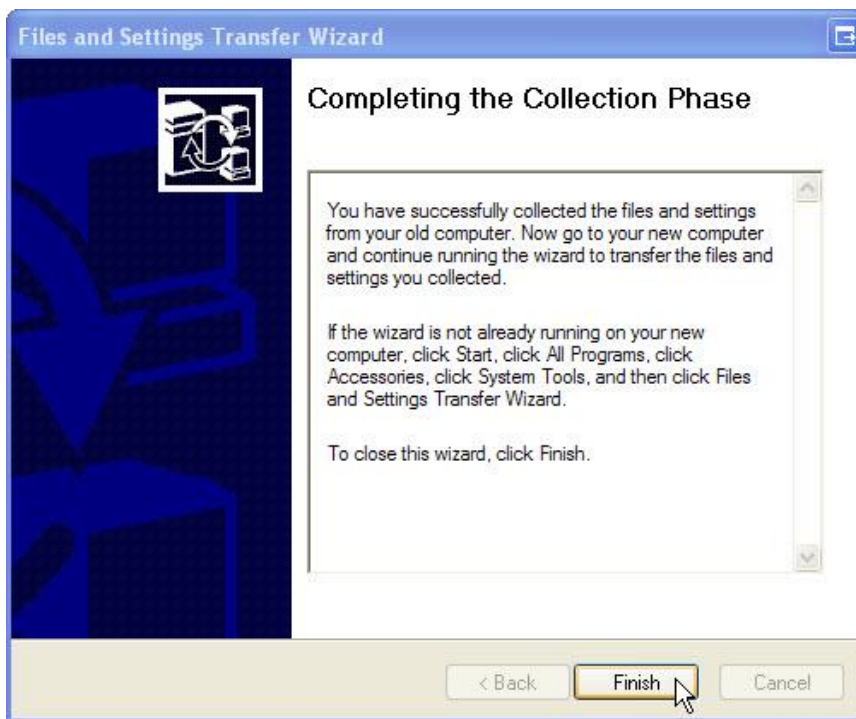 Files and Settings Transfer Wizard
Completing the Collection Phase
You have successfully collected the files and settings
from your old computer. Now go to your new computer
and continue running the wizard to transfer the files and
settings you collected.
If the wizard is not already running on your new
computer, click Start, click All Programs, click
Accessories, click System Tools, and then click Files
and Settings Transfer Wizard.
To close this wizard, click Finish.
< Back
Finish
Cancel